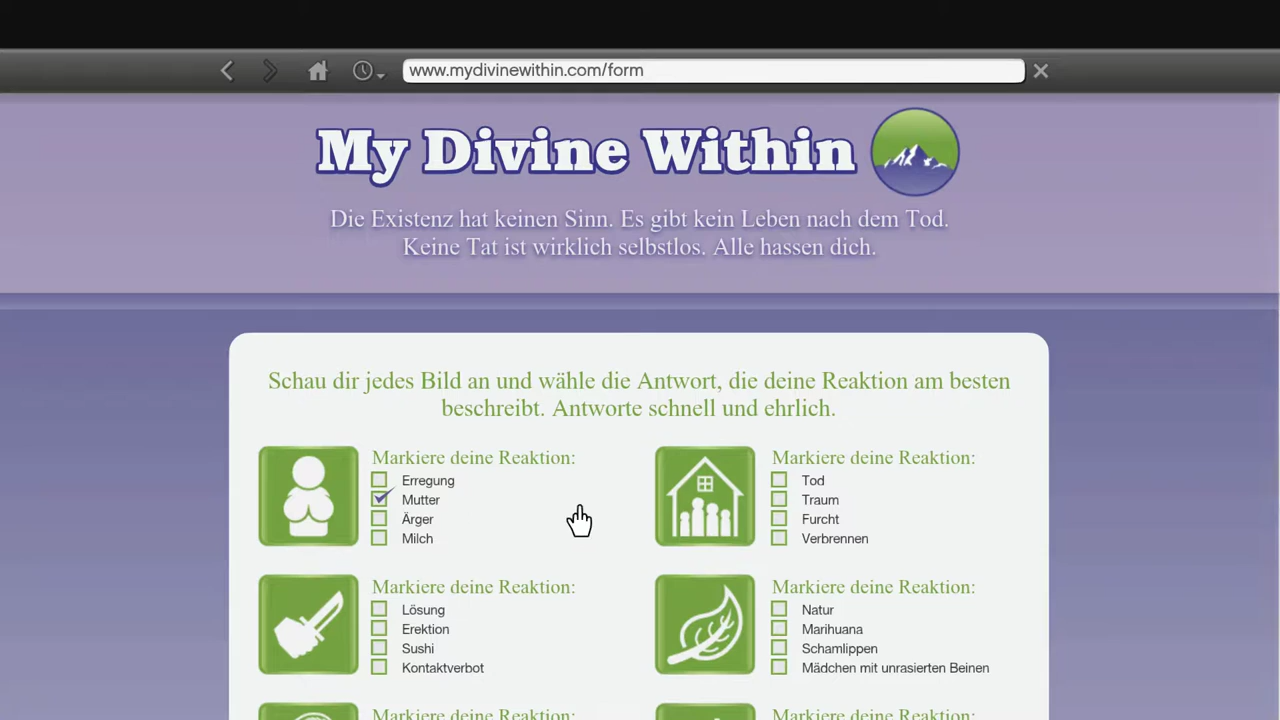 www.mydivinewithin.com/form
My Divine Within
Die Existenz hat keinen Sinn. Es gibt kein Leben nach dem Tod.
Keine Tat ist wirklich selbstlos. Alle hassen dich.
Schau dir jedes Bild an und wähle die Antwort, die deine Reaktion am besten
beschreibt. Antworte schnell und ehrlich.
Markiere deine Reaktion:
Erregung
Mutter
Ärger
Milch
Markiere deine Reaktion:
Tod
Traum
Furcht
Verbrennen
Markiere deine Reaktion:
Lösung
Erektion
Sushi
Kontaktverbot
Markiere deine Reaktion:
Natur
Marihuana
Schamlippen
Mädchen mit unrasierten Beinen
Markiere deine Reaktion:
Markiere deine Reaktion: